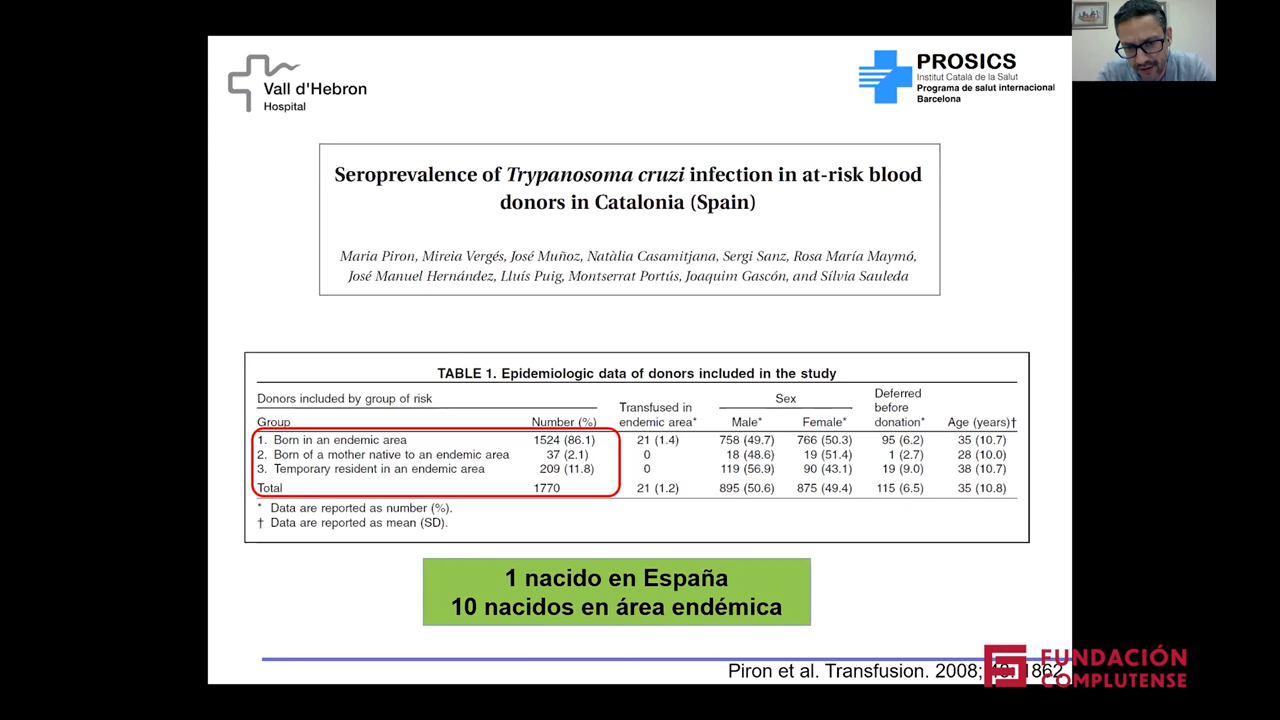 Vall d'Hebron
Hospital
PROSICS
Institut Català de la Salut
Programa de salut internacional
Barcelona
Seroprevalence of Trypanosoma cruzi infection in at-risk blood
donors in Catalonia (Spain)
Maria Piron, Mireia Vergés, José Muñoz, Natàlia Casamitjana, Sergi Sanz, Rosa María Maymó,
José Manuel Hernández, Lluís Puig, Montserrat Portús, Joaquim Gascón, and Sílvia Sauleda
TABLE 1. Epidemiologic data of donors included in the study
Donors included by group of risk Transfused in endemic area* Sex Deferred before donation* Age (years)†
Group Number (%) Male* Female*
1. Born in an endemic area 1524 (86.1) 21 (1.4) 758 (49.7) 766 (50.3) 95 (6.2) 35 (10.7)
2. Born of a mother native to an endemic area 37 (2.1) 0 18 (48.6) 19 (51.4) 1 (2.7) 28 (10.0)
3. Temporary resident in an endemic area 209 (11.8) 0 119 (56.9) 90 (43.1) 19 (9.0) 38 (10.7)
Total 1770 21 (1.2) 895 (50.6) 875 (49.4) 115 (6.5) 35 (10.8)
* Data are reported as number (%).
† Data are reported as mean (SD).
1 nacido en España
10 nacidos en área endémica
Piron et al. Transfusion. 2008; 1862
FUNDACIÓN
COMPLUTENSE